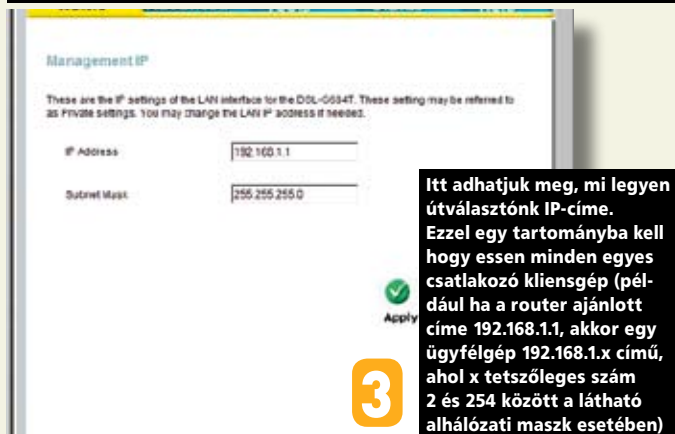 Management IP
These are the IP settings of the LAN interface for the DSL-G684T. These setting may be referred to
as Private settings. You may change the LAN IP address if needed.
IP Address
192.168.1.1
Subnet Mask
255.255.255.0
Apply
3
Itt adhatjuk meg, mi legyen
útválasztónk IP-címe.
Ezzel egy tartományba kell
hogy essen minden egyes
csatlakozó kliensgép (pél-
dául ha a router ajánlott
címe 192.168.1.1, akkor egy
ügyfélgép 192.168.1.x című,
ahol x tetszőleges szám
2 és 254 között a látható
alhálózati maszk esetében)